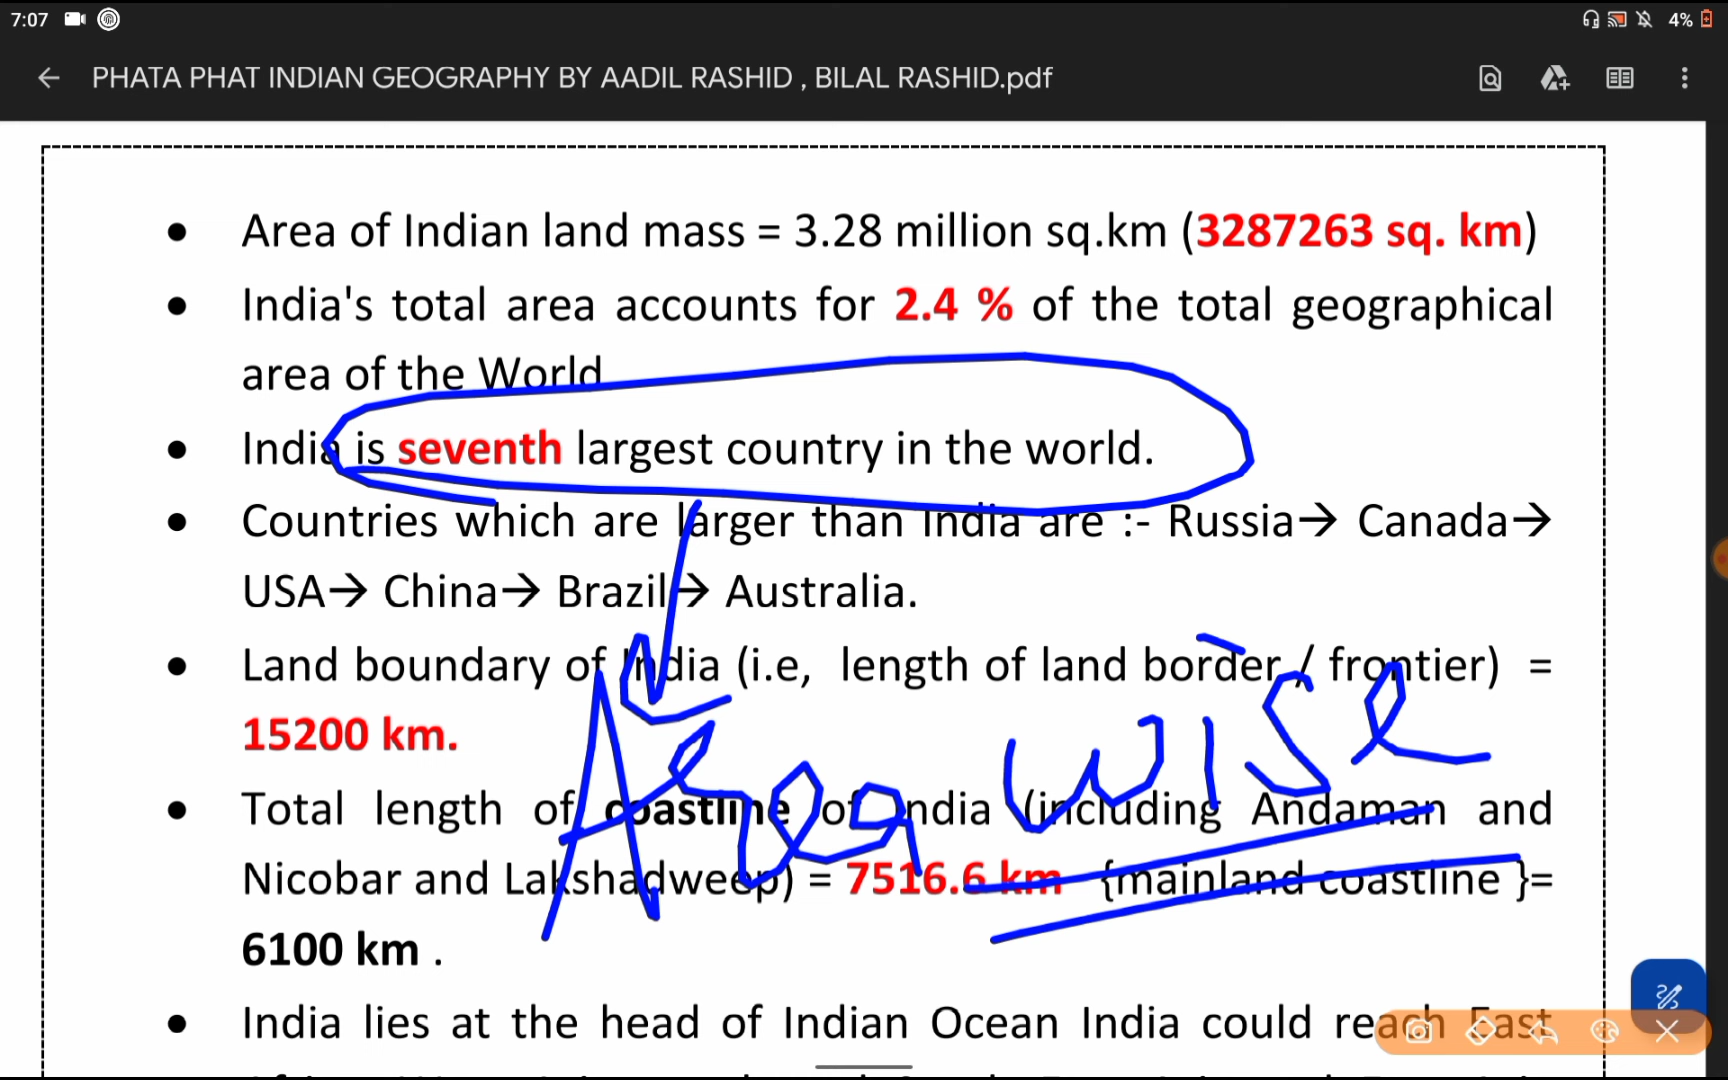 7:07
4%
PHATA PHAT INDIAN GEOGRAPHY BY AADIL RASHID , BILAL RASHID.pdf
• Area of Indian land mass = 3.28 million sq.km (3287263 sq. km)
• India's total area accounts for 2.4 % of the total geographical
area of the World
• India is seventh largest country in the world.
• Countries which are larger than India are :- Russia→ Canada→
USA→ China→ Brazil→ Australia.
• Land boundary of India (i.e, length of land border / frontier) =
15200 km.
Area wise
• Total length of coastline of India (including Andaman and
Nicobar and Lakshadweep) = 7516.6 km {mainland coastline }=
6100 km .
• India lies at the head of Indian Ocean India could reach East